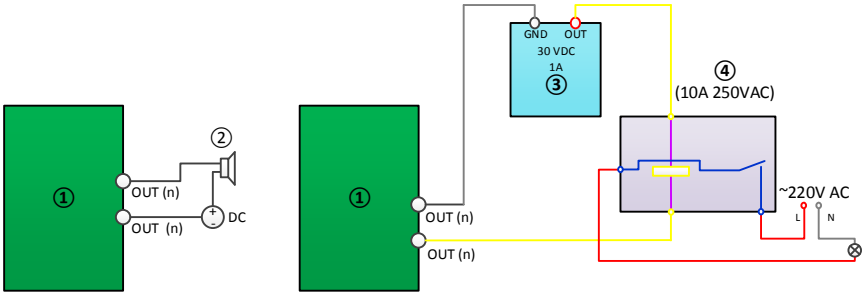 ①
②
OUT (n)
+
-
DC
OUT (n)
①
OUT (n)
OUT (n)
GND OUT
30 VDC
1A
③
④
(10A 250VAC)
~220V AC
L N